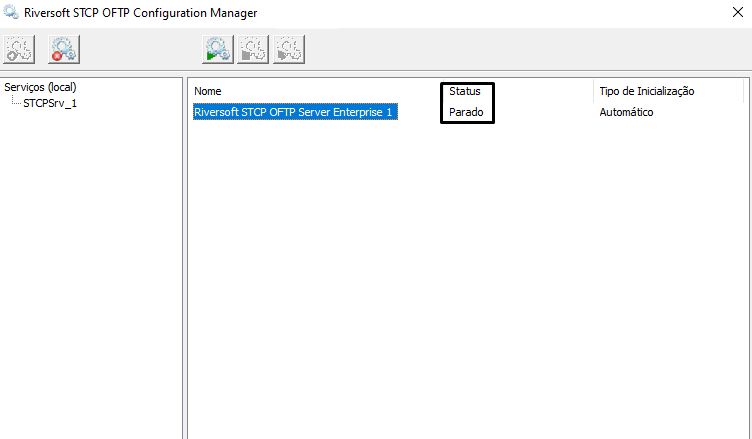 Riversoft STCP OFTP Configuration Manager
Serviços (local)
STCPSrv_1
Nome Status Tipo de Inicialização
Riversoft STCP OFTP Server Enterprise 1 Parado Automático